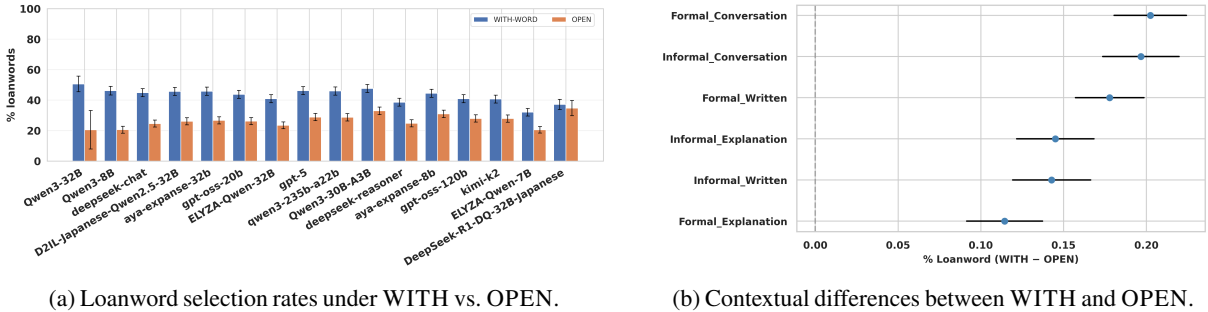 WITH-WORD
OPEN
100
80
60
40
20
0
% loanwords
Qwen3-32B
Qwen3-8B
deepseek-chat
D2IL-Japanese-Qwen2.5-32B
aya-expanse-32b
gpt-oss-20b
ELYZA-Qwen-32B
gpt-5
qwen3-235b-a22b
Qwen3-30B-A3B
deepseek-reasoner
aya-expanse-8b
gpt-oss-120b
kimi-k2
ELYZA-Qwen-7B
DeepSeek-R1-DQ-32B-Japanese
(a) Loanword selection rates under WITH vs. OPEN.
Formal_Conversation
Informal_Conversation
Formal_Written
Informal_Explanation
Informal_Written
Formal_Explanation
0.00
0.05
0.10
0.15
0.20
% Loanword (WITH − OPEN)
(b) Contextual differences between WITH and OPEN.